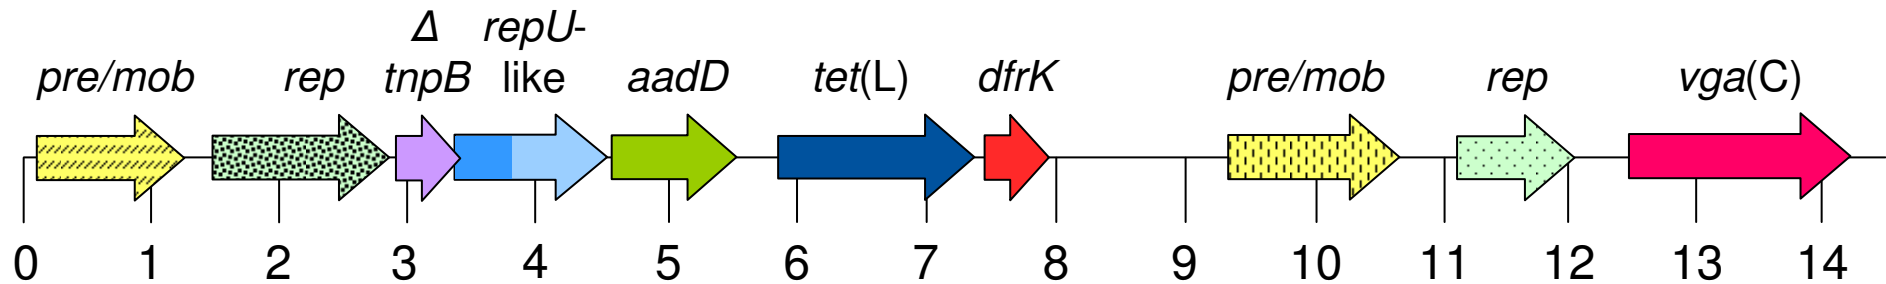 Δ repU-
pre/mob rep tnpB like aadD tet(L) dfrK pre/mob rep vga(C)
0 1 2 3 4 5 6 7 8 9 10 11 12 13 14